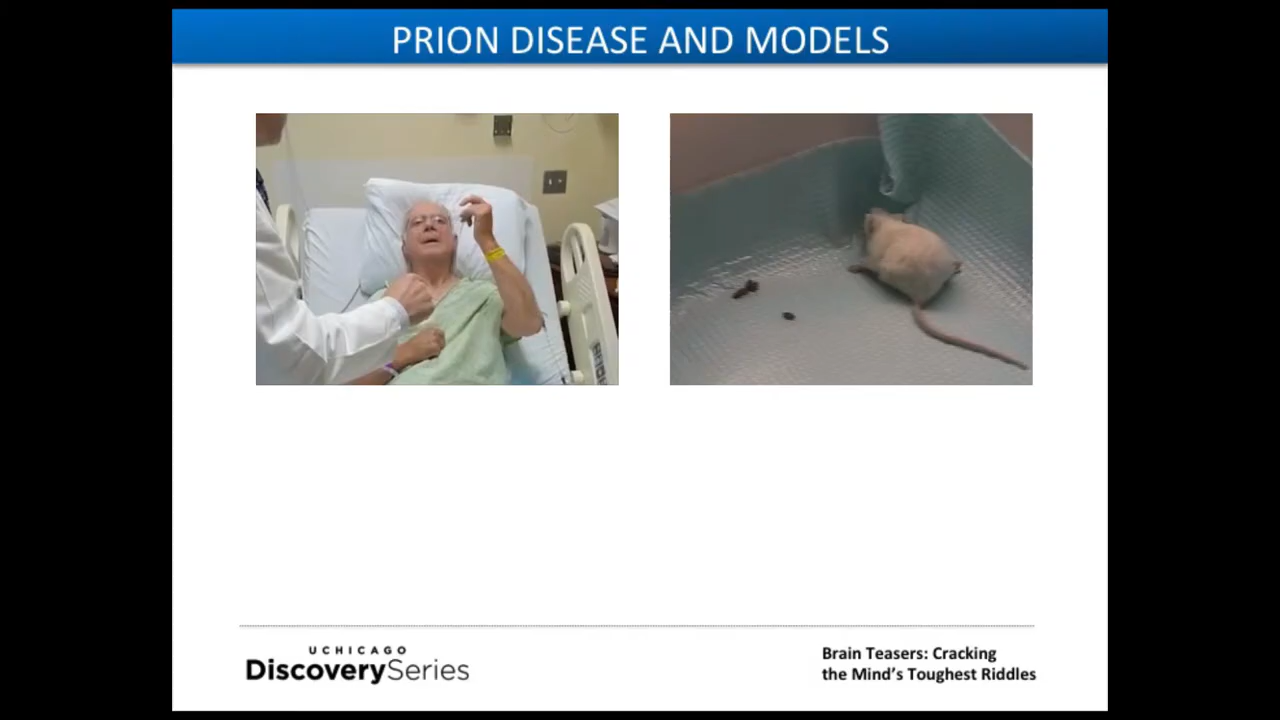 PRION DISEASE AND MODELS
UCHICAGO
DiscoverySeries
Brain Teasers: Cracking
the Mind's Toughest Riddles